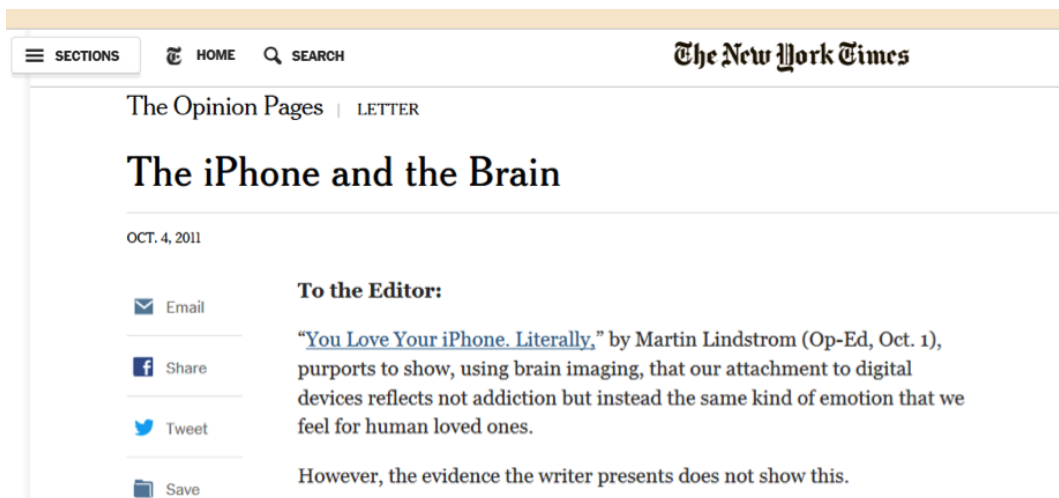 SECTIONS HOME SEARCH The New York Times
The Opinion Pages | LETTER
The iPhone and the Brain
OCT. 4, 2011
To the Editor:
Email
“You Love Your iPhone. Literally,” by Martin Lindstrom (Op-Ed, Oct. 1),
purports to show, using brain imaging, that our attachment to digital
Share
devices reflects not addiction but instead the same kind of emotion that we
feel for human loved ones.
Tweet
However, the evidence the writer presents does not show this.
Save